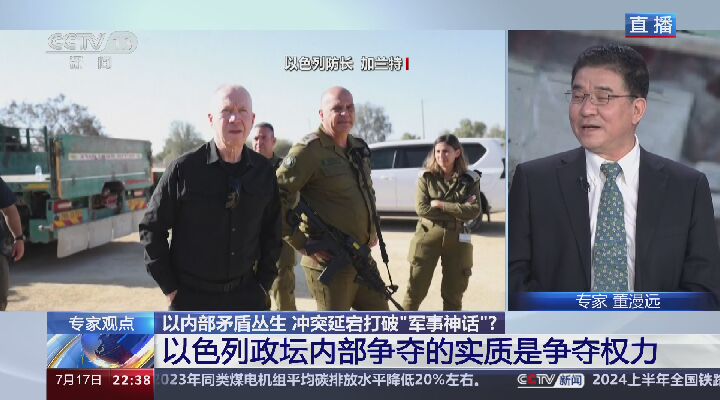 CCTV 13
新闻
直播
以色列防长 加兰特
专家 董漫远
专家观点
以内部矛盾丛生 冲突延宕打破"军事神话"?
以色列政坛内部争夺的实质是争夺权力
7月17日 22:38 2023年同类煤电机组平均碳排放水平降低20%左右。 CCTV 新闻 2024上半年全国铁路